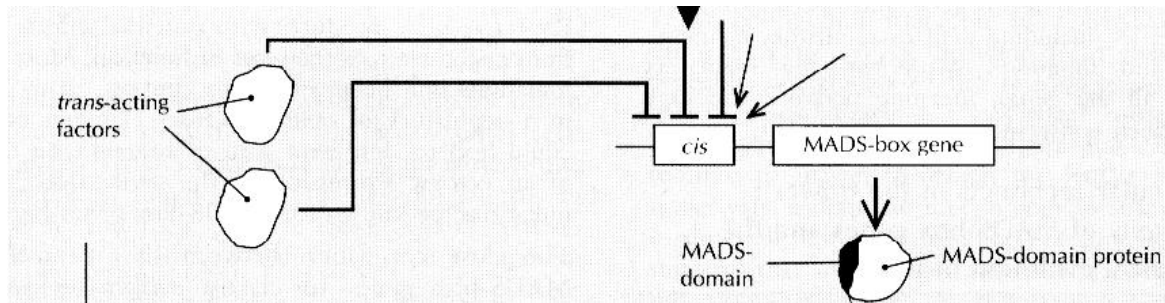 trans-acting
factors
cis
MADS-box gene
MADS-
domain
MADS-domain protein